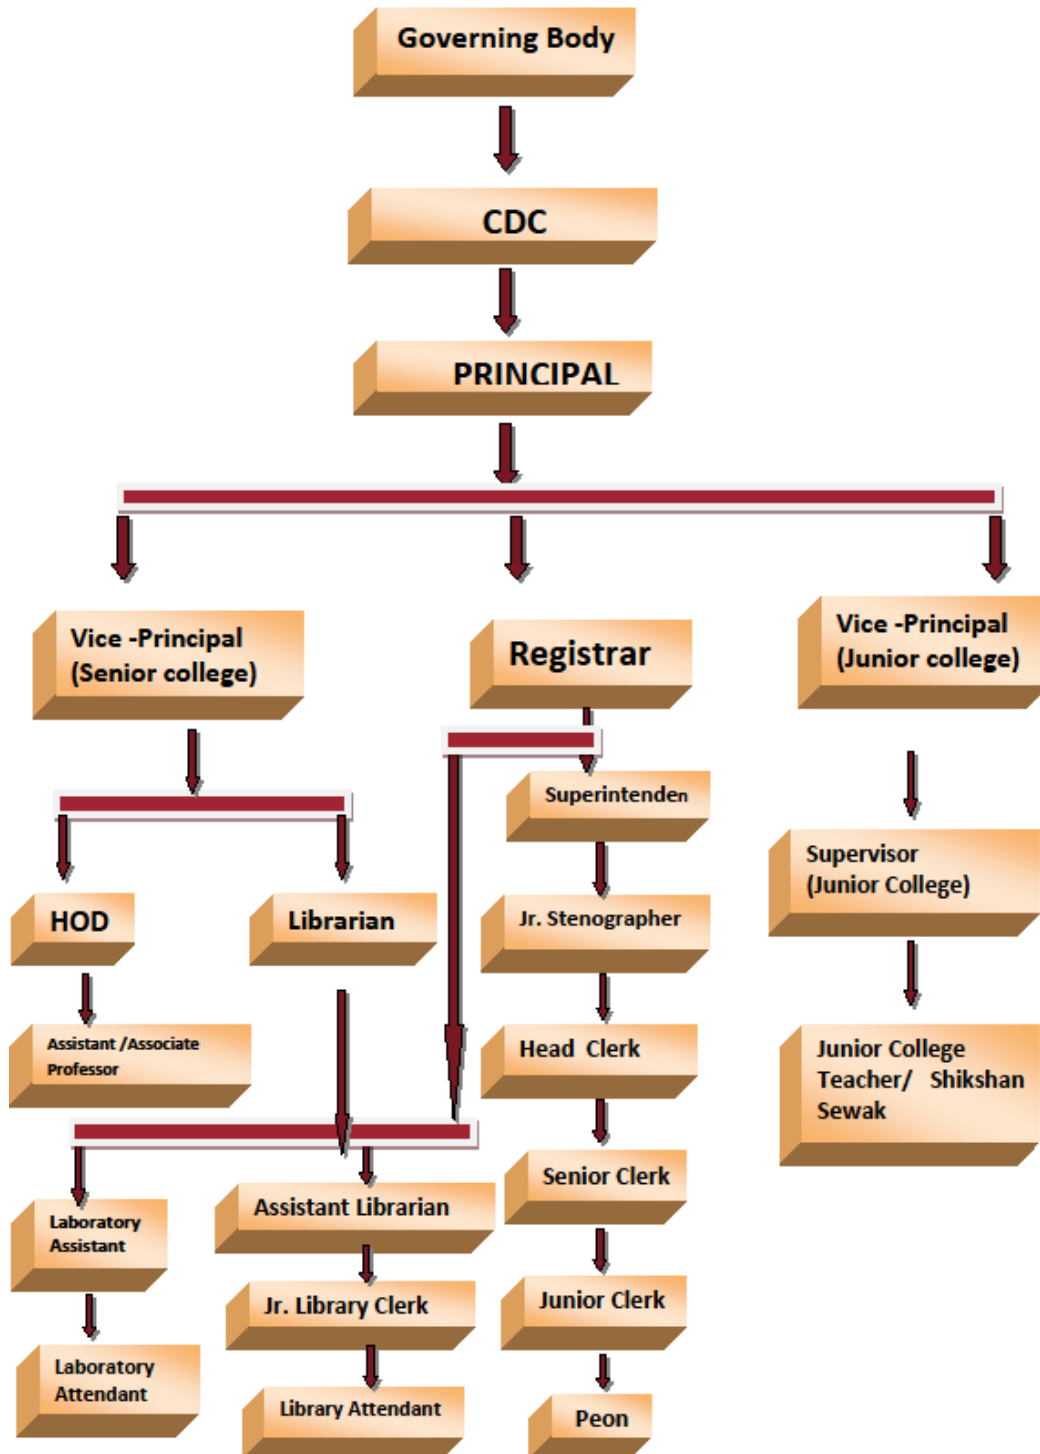 Governing Body
CDC
PRINCIPAL
Vice -Principal
(Senior college)
Registrar
Vice -Principal
(Junior college)
Superintenden
HOD
Librarian
Jr. Stenographer
Supervisor
(Junior College)
Assistant /Associate
Professor
Head Clerk
Junior College
Teacher/ Shikshan
Sewak
Laboratory
Assistant
Assistant Librarian
Senior Clerk
Jr. Library Clerk
Junior Clerk
Laboratory
Attendant
Library Attendant
Peon